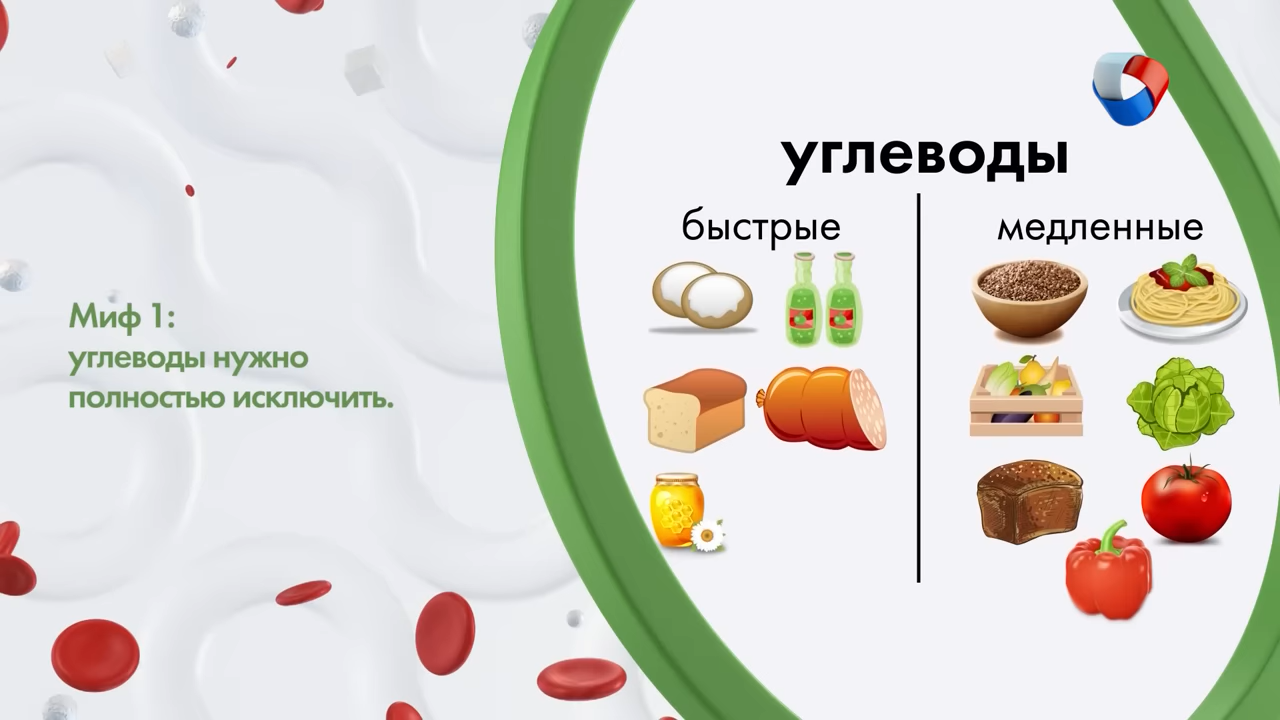 Миф 1:
углеводы нужно
полностью исключить.
углеводы
быстрые
медленные